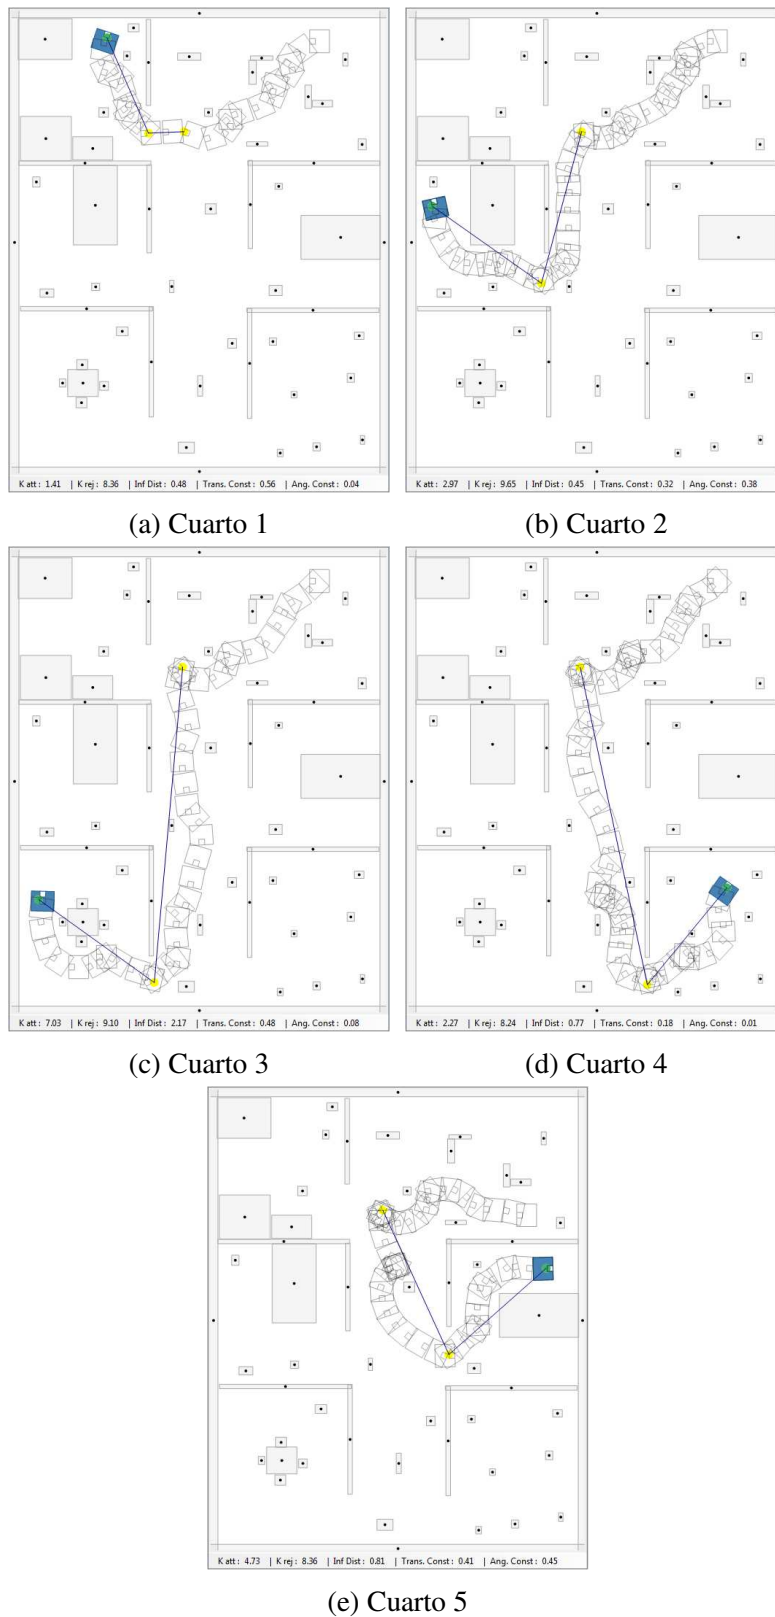 K att : 1.41 | K rej : 8.36 | Inf Dist : 0.48 | Trans. Const : 0.56 | Ang. Const : 0.04
K att : 2.97 | K rej : 9.65 | Inf Dist : 0.45 | Trans. Const : 0.32 | Ang. Const : 0.38
(a) Cuarto 1
(b) Cuarto 2
K att : 7.03 | K rej : 9.10 | Inf Dist : 2.17 | Trans. Const : 0.48 | Ang. Const : 0.08
K att : 2.27 | K rej : 8.24 | Inf Dist : 0.77 | Trans. Const : 0.18 | Ang. Const : 0.01
(c) Cuarto 3
(d) Cuarto 4
K att : 4.73 | K rej : 8.36 | Inf Dist : 0.81 | Trans. Const : 0.41 | Ang. Const : 0.45
(e) Cuarto 5